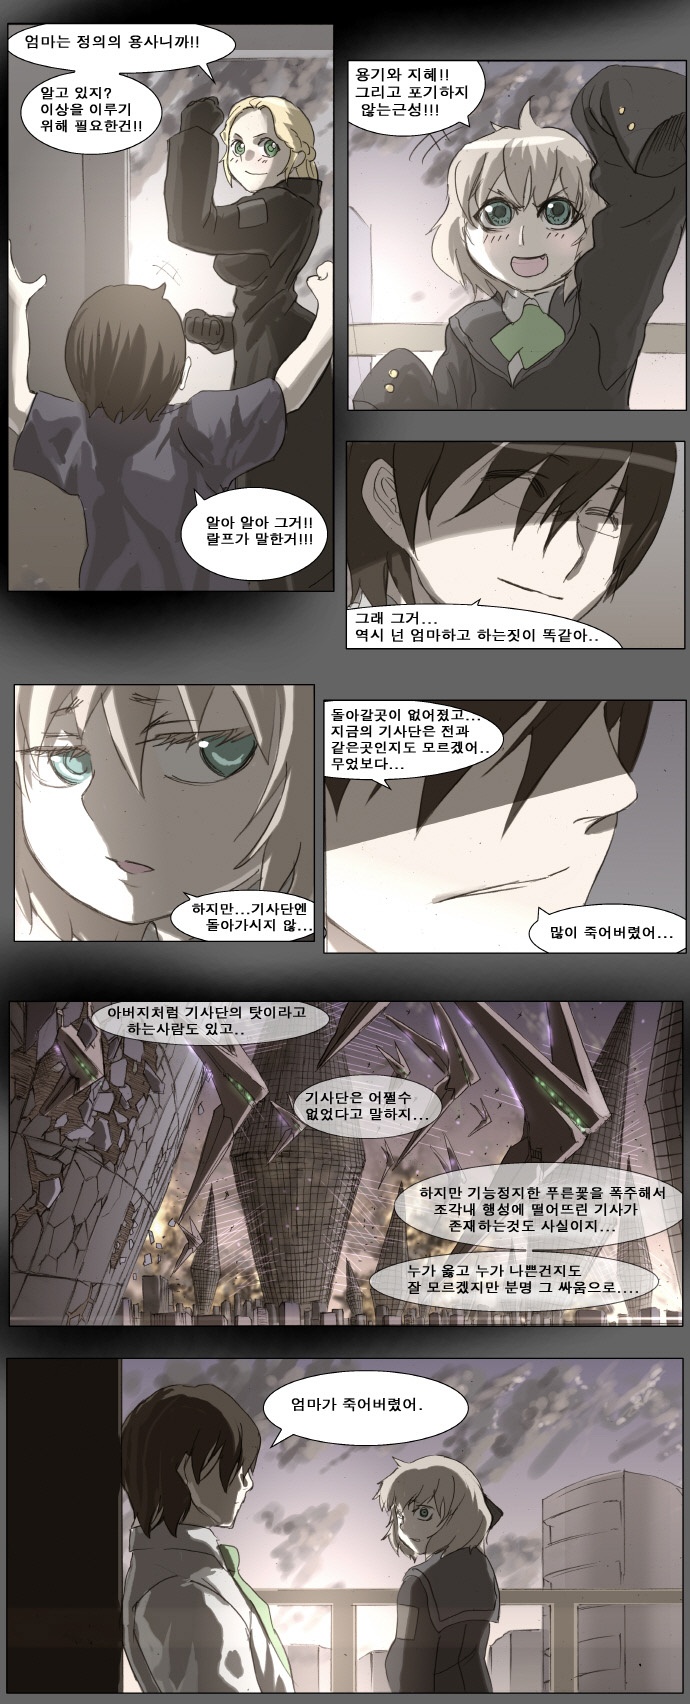 엄마는 정의의 용사니까!!
알고 있지?
이상을 이루기
위해 필요한건!!
용기와 지혜!!
그리고 포기하지
않는근성!!!
알아 알아 그거!!
랄프가 말한거!!!
그래 그거...
역시 넌 엄마하고 하는짓이 똑같아..
하지만...기사단엔
돌아가시지 않...
돌아갈곳이 없어졌고...
지금의 기사단은 전과
같은곳인지도 모르겠어..
무었보다...
많이 죽어버렸어...
아버지처럼 기사단의 탓이라고
하는사람도 있고..
기사단은 어쩔수
없었다고 말하지...
하지만 기능정지한 푸른꽃을 폭주해서
조각내 행성에 떨어뜨린 기사가
존재하는것도 사실이지...
누가 옳고 누가 나쁜건지도
잘 모르겠지만 분명 그 싸움으로....
엄마가 죽어버렸어.